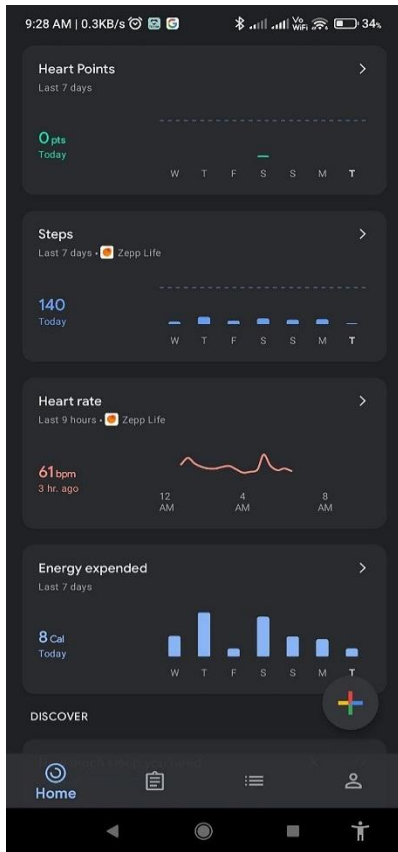 9:28 AM | 0.3KB/s Vo WiFi 34%
Heart Points
Last 7 days
0 pts
Today
W T F S S M T
Steps
Last 7 days • Zepp Life
140
Today
W T F S S M T
Heart rate
Last 9 hours • Zepp Life
61 bpm
3 hr. ago
12 AM 4 AM 8 AM
Energy expended
Last 7 days
8 Cal
Today
W T F S S M T
DISCOVER
Home